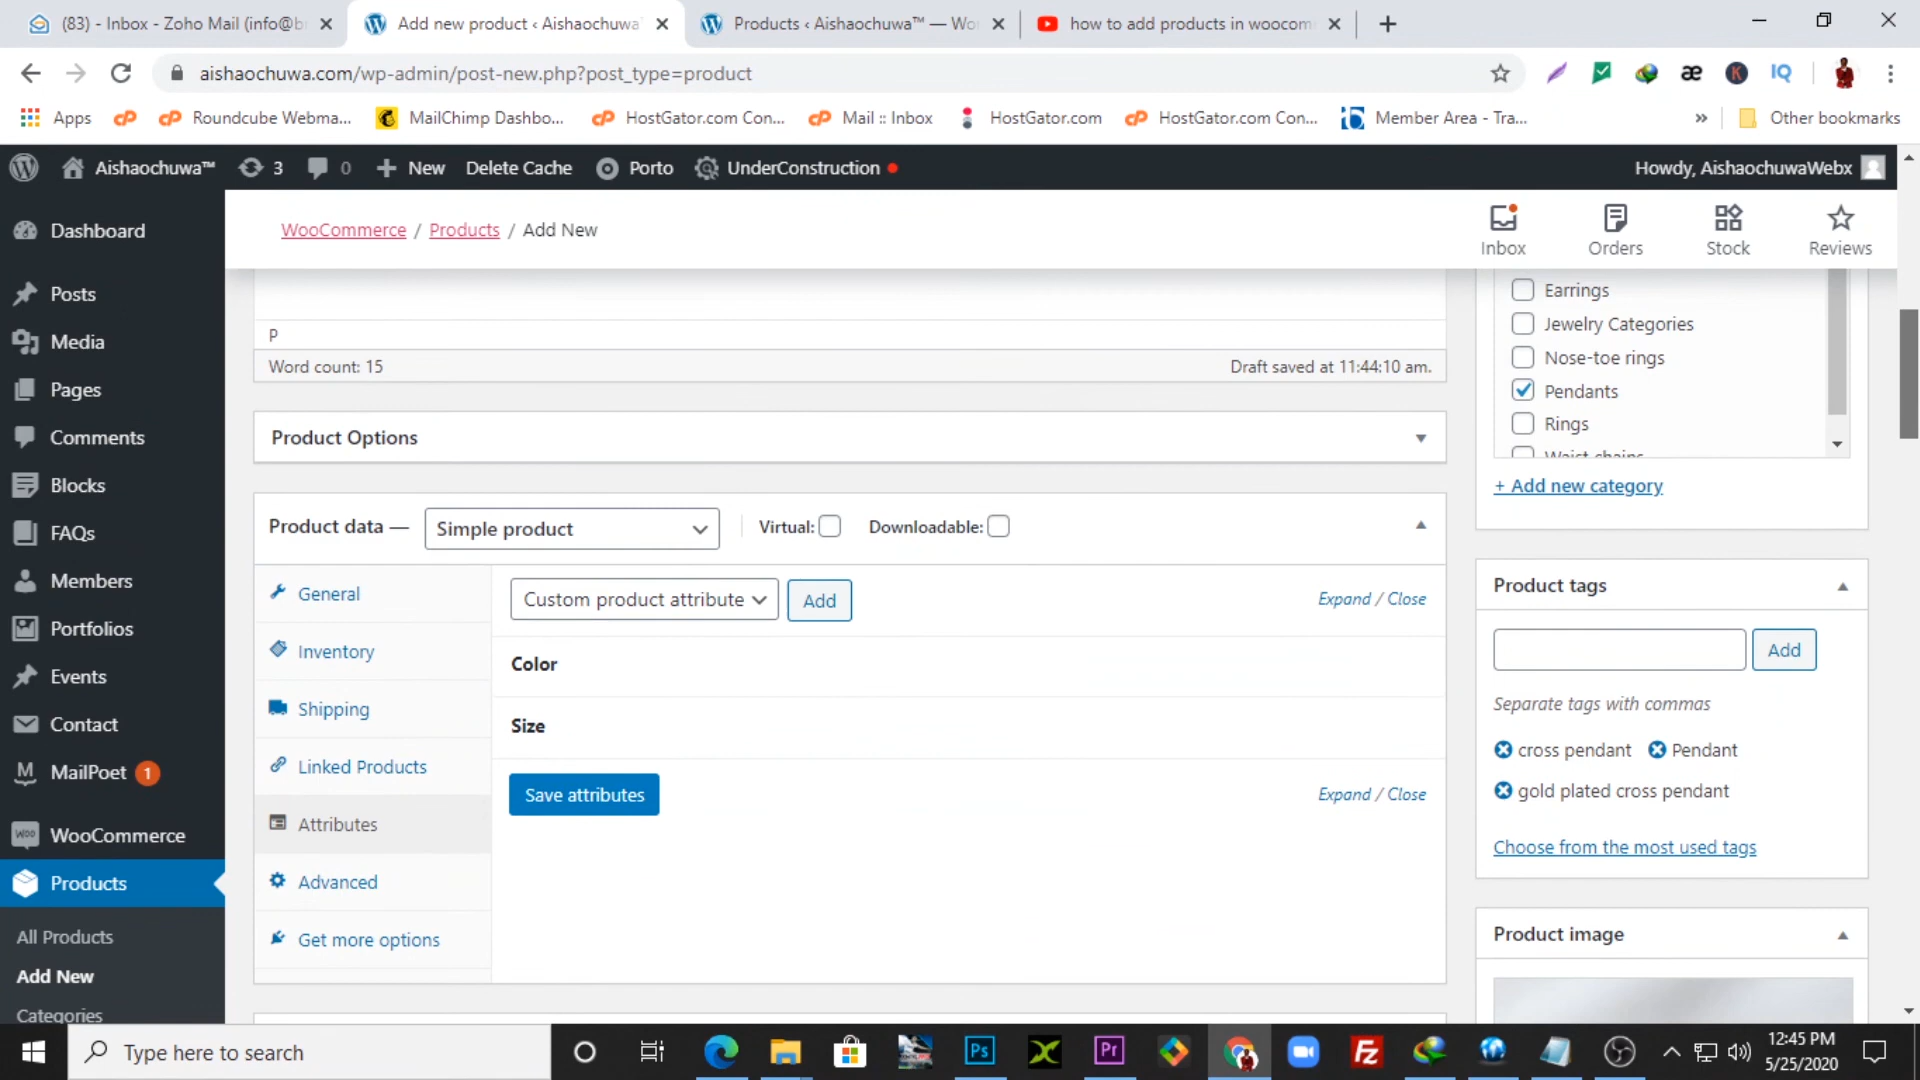 (83) - Inbox - Zoho Mail (info@b
Add new product ‹ Aishaochuwa
Products ‹ Aishaochuwa™ — Wo
how to add products in woocom
aishaochuwa.com/wp-admin/post-new.php?post_type=product
Apps
Roundcube Webma...
MailChimp Dashbo...
HostGator.com Con...
Mail :: Inbox
HostGator.com
HostGator.com Con...
Member Area - Tra...
Other bookmarks
Aishaochuwa™ 3 0 New Delete Cache Porto UnderConstruction
Howdy, AishaochuwaWebx
WooCommerce / Products / Add New
Inbox
Orders
Stock
Reviews
Dashboard
Posts
Media
Pages
Comments
Blocks
FAQs
Members
Portfolios
Events
Contact
MailPoet 1
WooCommerce
Products
All Products
Add New
Categories
P
Word count: 15
Draft saved at 11:44:10 am.
Product Options
Product data — Simple product
Virtual:
Downloadable:
General
Inventory
Shipping
Linked Products
Attributes
Advanced
Get more options
Custom product attribute
Add
Expand / Close
Color
Size
Save attributes
Expand / Close
Earrings
Jewelry Categories
Nose-toe rings
Pendants
Rings
Waist chains
+ Add new category
Product tags
Add
Separate tags with commas
cross pendant Pendant
gold plated cross pendant
Choose from the most used tags
Product image
Type here to search
12:45 PM
5/25/2020